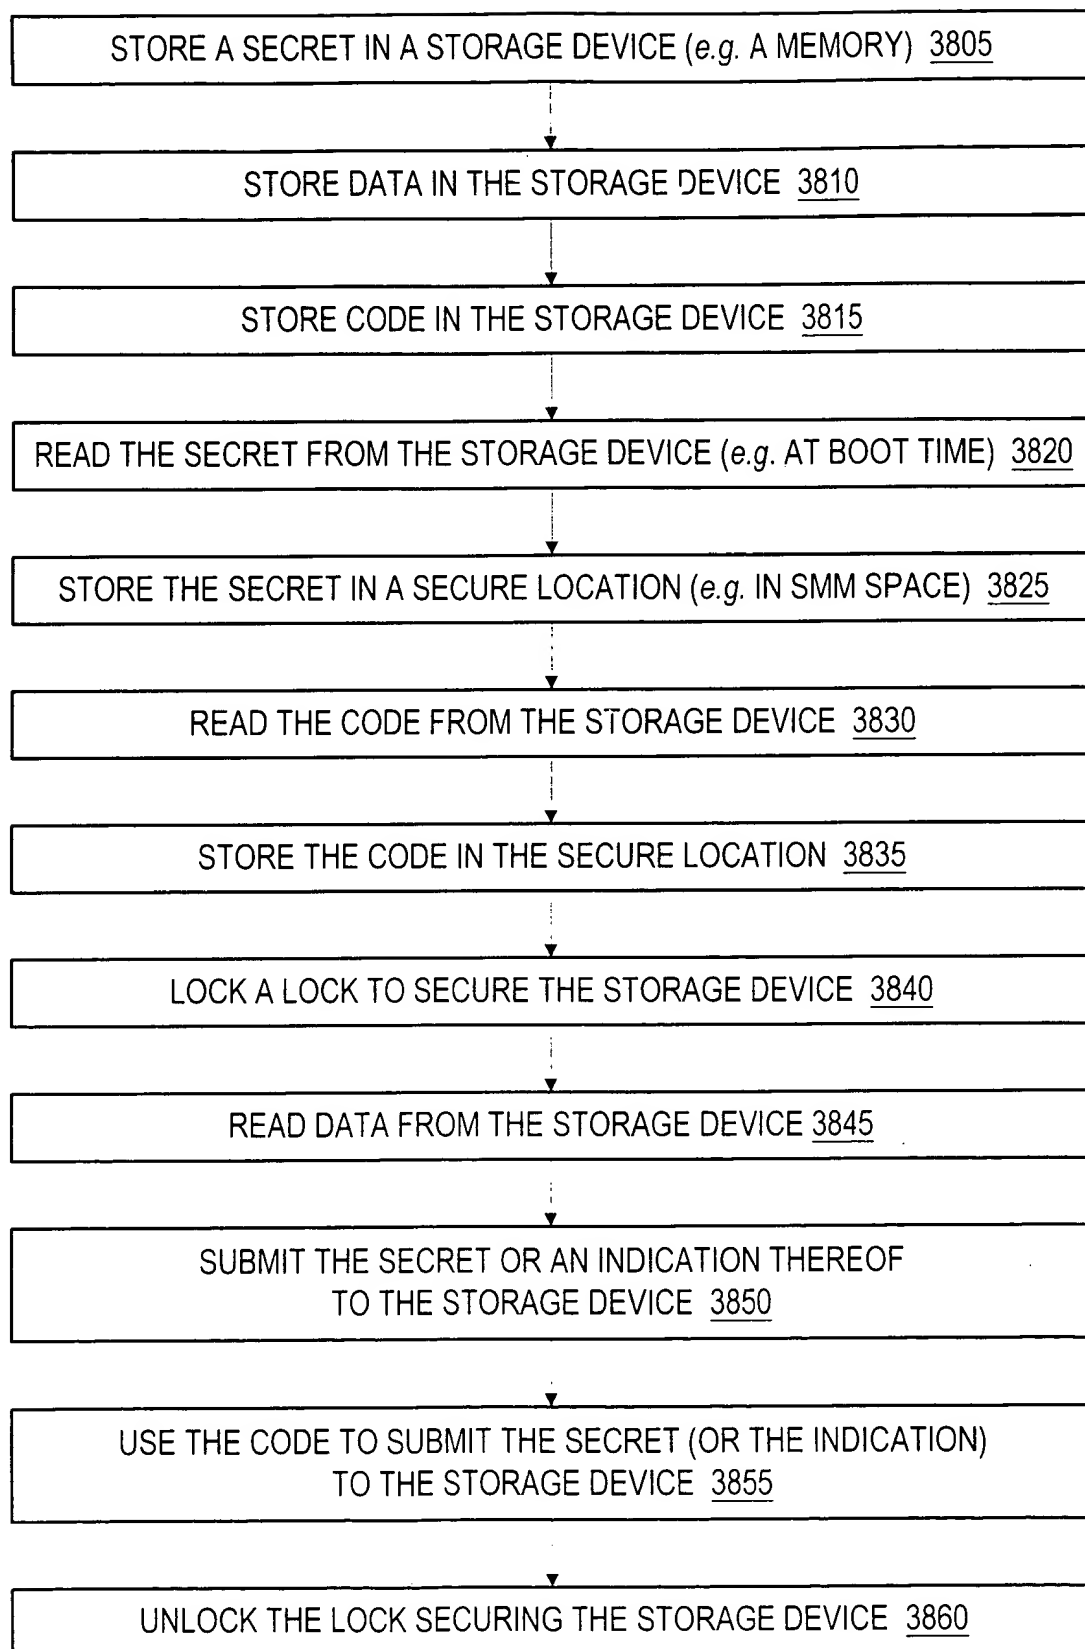 STORE A SECRET IN A STORAGE DEVICE (e.g. A MEMORY) 3805
STORE DATA IN THE STORAGE DEVICE 3810
STORE CODE IN THE STORAGE DEVICE 3815
READ THE SECRET FROM THE STORAGE DEVICE (e.g. AT BOOT TIME) 3820
STORE THE SECRET IN A SECURE LOCATION (e.g. IN SMM SPACE) 3825
READ THE CODE FROM THE STORAGE DEVICE 3830
STORE THE CODE IN THE SECURE LOCATION 3835
LOCK A LOCK TO SECURE THE STORAGE DEVICE 3840
READ DATA FROM THE STORAGE DEVICE 3845
SUBMIT THE SECRET OR AN INDICATION THEREOF
TO THE STORAGE DEVICE 3850
USE THE CODE TO SUBMIT THE SECRET (OR THE INDICATION)
TO THE STORAGE DEVICE 3855
UNLOCK THE LOCK SECURING THE STORAGE DEVICE 3860